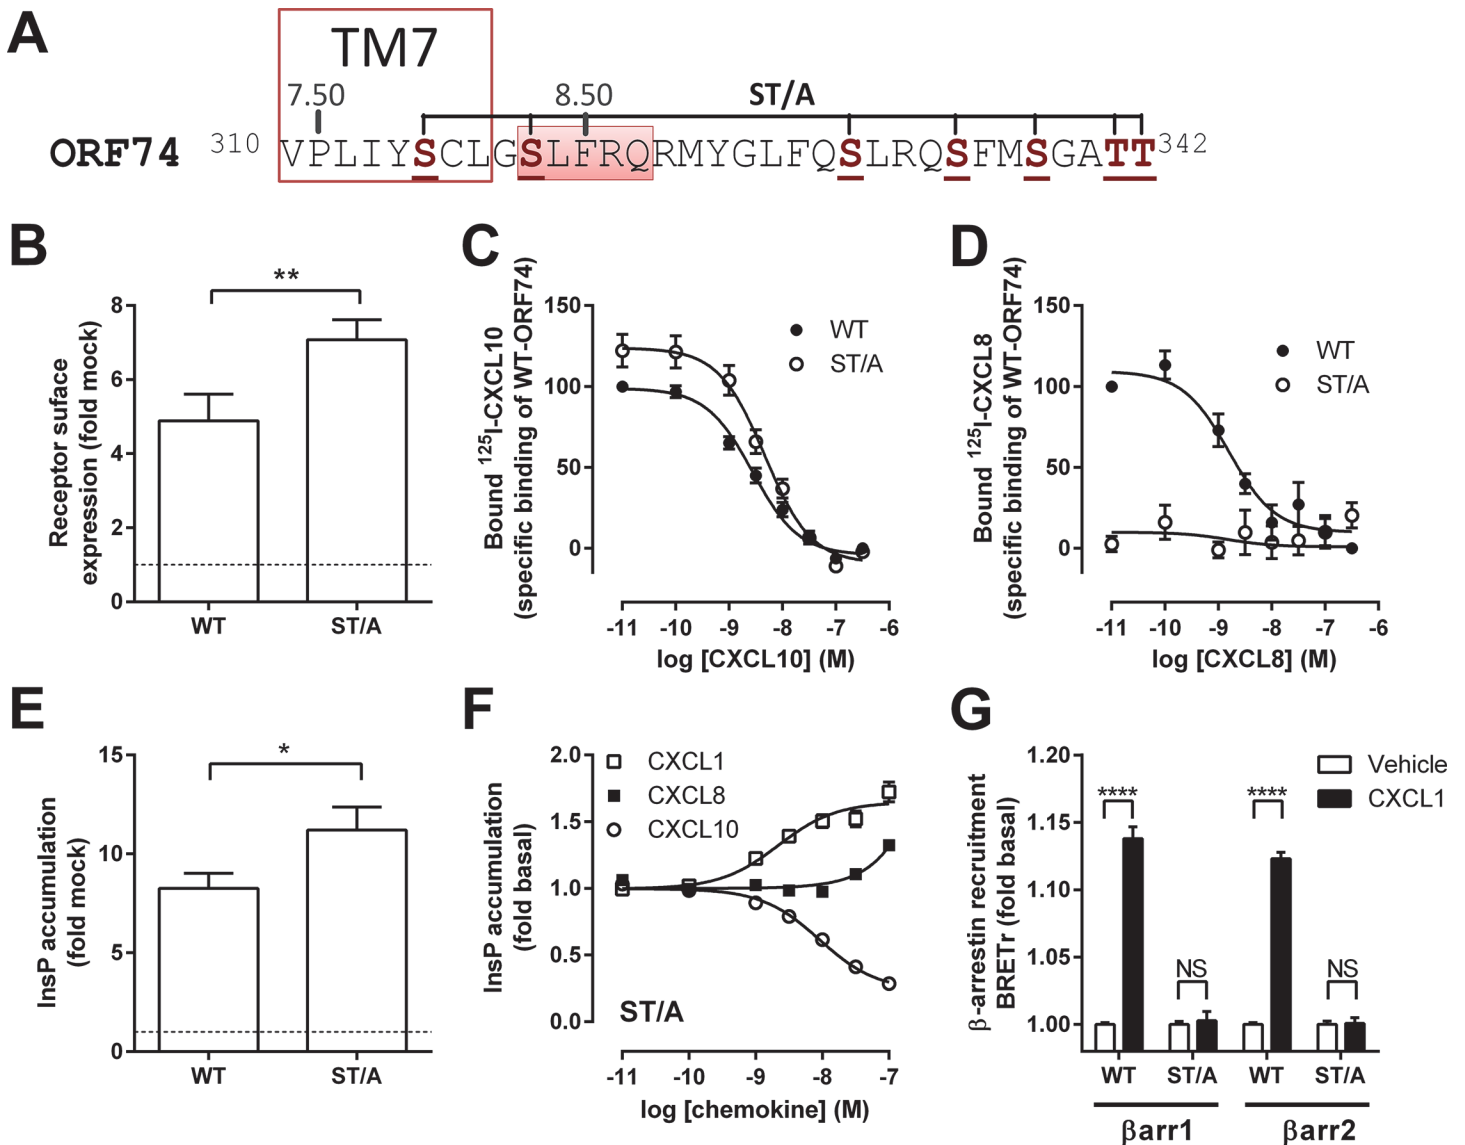 A
TM7
7.50
8.50
ST/A
ORF74 310 VPLIYSCLGSLFRQRMYGLFQSLRQSFMSGATT 342
B
**
Receptor suface
expression (fold mock)
8
6
4
2
0
WT ST/A
C
Bound 125I-CXCL10
(specific binding of WT-ORF74)
150
100
50
0
WT
ST/A
-11 -10 -9 -8 -7 -6
log [CXCL10] (M)
D
Bound 125I-CXCL8
(specific binding of WT-ORF74)
150
100
50
0
WT
ST/A
-11 -10 -9 -8 -7 -6
log [CXCL8] (M)
E
*
InsP accumulation
(fold mock)
15
10
5
0
WT ST/A
F
InsP accumulation
(fold basal)
2.0
1.5
1.0
0.5
0.0
CXCL1
CXCL8
CXCL10
ST/A
-11 -10 -9 -8 -7
log [chemokine] (M)
G
β-arrestin recruitment
BRETr (fold basal)
1.20
1.15
1.10
1.05
1.00
Vehicle
CXCL1
**** ****
NS NS
WT ST/A WT ST/A
βarr1 βarr2